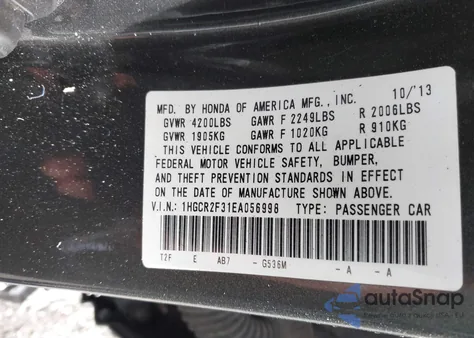 10/13
MFD. BY HONDA OF AMERICA MFG., INC.
GVWR 4200LBS GAWR F 2249LBS R 2006LBS
GVWR 1905KG GAWR F 1020KG R 910KG
THIS VEHICLE CONFORMS TO ALL APPLICABLE
FEDERAL MOTOR VEHICLE SAFETY, BUMPER,
AND THEFT PREVENTION STANDARDS IN EFFECT
ON THE DATE OF MANUFACTURE SHOWN ABOVE.
V.I.N.: 1HGCR2F31EA056998 TYPE: PASSENGER CAR
T2F E AB7 - G536M - A - A
autoSnap